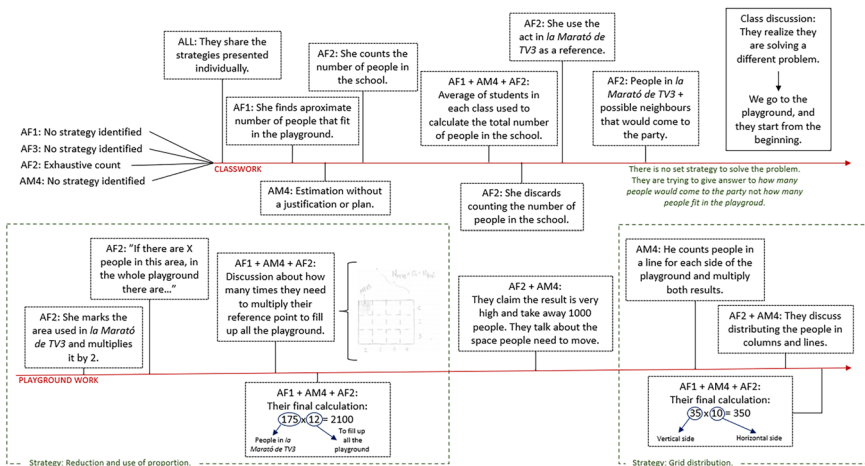 ALL: They share the
strategies presented
individually.
AF2: She counts the
number of people in
the school.
AF2: She use the
act in la Marató de TV3
as a reference.
Class discussion:
They realize they
are solving a
different problem.
We go to the
playground, and
they start from the
beginning.
AF1: She finds aproximate
number of people that fit
in the playground.
AF1 + AM4 + AF2:
Average of students in
each class used to
calculate the total number
of people in the school.
AF2: People in la
Marató de TV3 +
possible neighbours
that would come to
the party.
AF1: No strategy identified
AF3: No strategy identified
AF2: Exhaustive count
AM4: No strategy identified
CLASSWORK
AM4: Estimation without
a justification or plan.
AF2: She discards
counting the number of
people in the school.
There is no set strategy to solve the problem.
They are trying to give answer to how many
people would come to the party not how many
people fit in the playgroud.
AF2: "If there are X
people in this area, in
the whole playground
there are..."
AF2: She marks the
area used in la Marató
de TV3 and multiplies
it by 2.
AF1 + AM4 + AF2:
Discussion about how
many times they need
to multiply their
reference point to fill
up all the playground.
AF2 + AM4:
They claim the result is very
high and take away 1000
people. They talk about the
space people need to move.
AM4: He counts people in
a line for each side of the
playground and multiply
both results.
AF2 + AM4: They discuss
distributing the people in
columns and lines.
PLAYGROUND WORK
AF1 + AM4 + AF2:
Their final calculation:
175 x 12 = 2100
People in la
Marató de TV3
To fill up
all the
playground
AF1 + AM4 + AF2:
Their final calculation:
35 x 10 = 350
Vertical side
Horizontal side
Strategy: Reduction and use of proportion.
Strategy: Grid distribution.